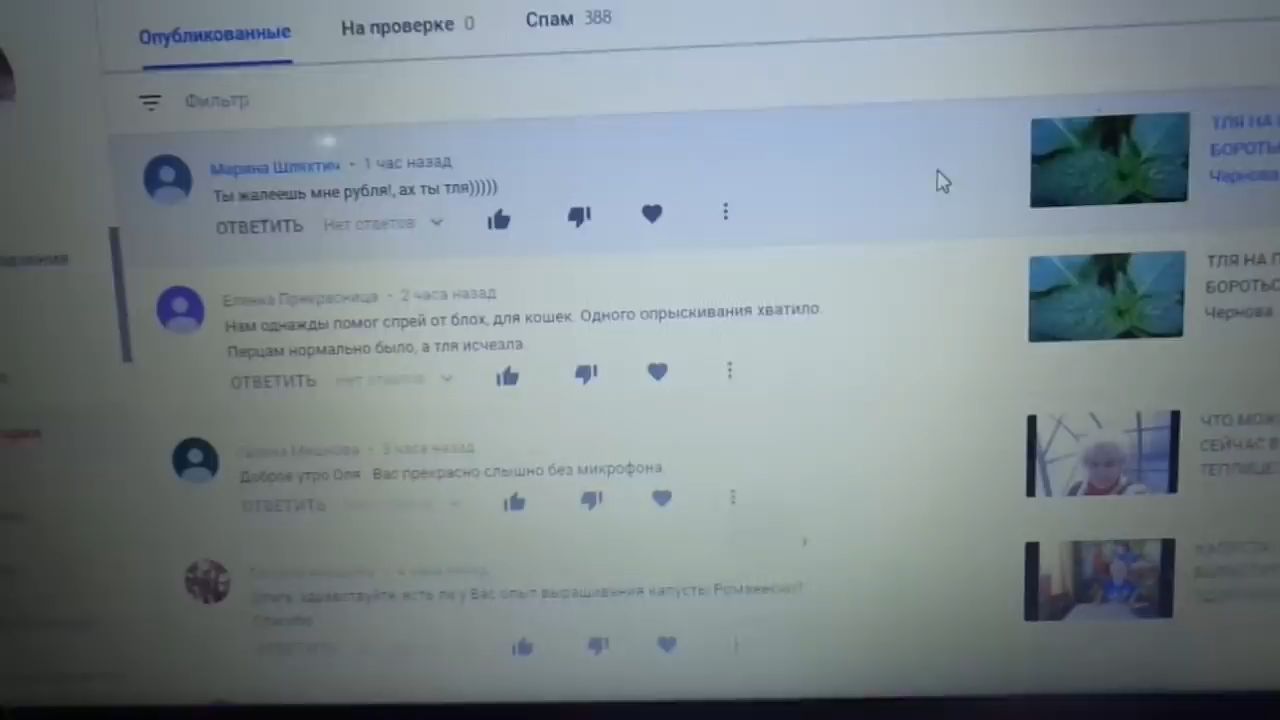 Опубликованные
На проверке 0
Спам 388
Фильтр
Марина Шляхтич • 1 час назад
Ты жалеешь мне рубля!, ах ты тля)))))
ОТВЕТИТЬ Нет ответов
ТЛЯ НА
БОРОТЬ
Чернова
Еленка Прекрасница • 2 часа назад
Нам однажды помог спрей от блох, для кошек. Одного опрыскивания хватило.
Перцам нормально было, а тля исчезла.
ОТВЕТИТЬ Нет ответов
ТЛЯ НА П
БОРОТЬС
Чернова
3 часа назад
Доброе утро Оля Вас прекрасно слышно без микрофона
ОТВЕТИТЬ
ЧТО МОЖ
СЕЙЧАС В
ТЕПЛИЦЕ
здравствуйте, есть ли у Вас опыт выращивания капусты Романеско?
Спасибо
ОТВЕТИТЬ
КАПУСТА